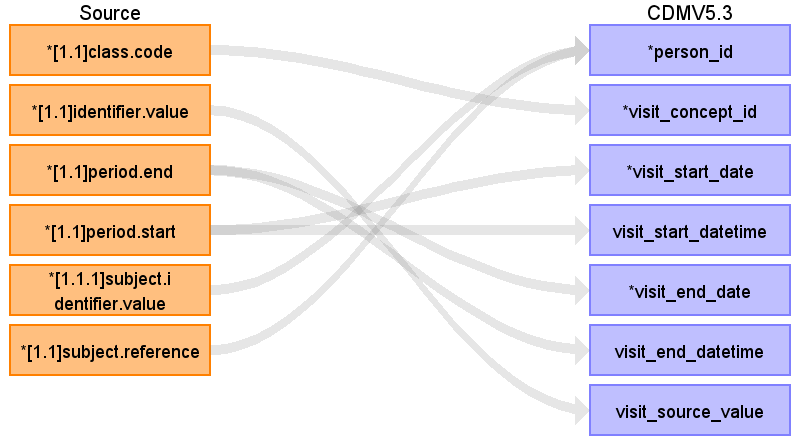 Source
CDMV5.3
*[1.1]class.code
*person_id
*[1.1]identifier.value
*visit_concept_id
*[1.1]period.end
*visit_start_date
*[1.1]period.start
visit_start_datetime
*[1.1.1]subject.i
dentifier.value
*visit_end_date
*[1.1]subject.reference
visit_end_datetime
visit_source_value